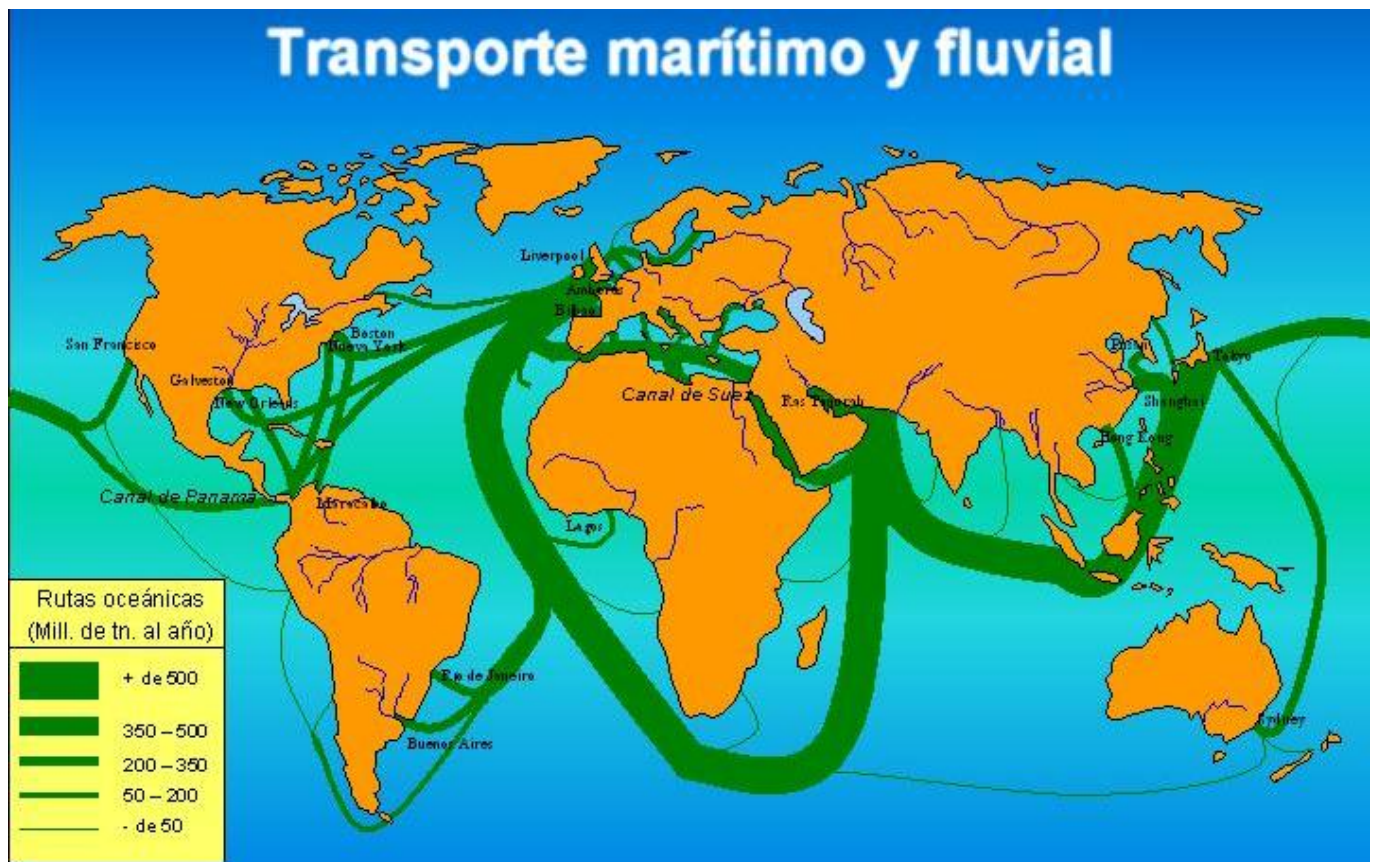 Transporte marítimo y fluvial
Liverpool
Amberes
Bilbao
Boston
Nueva York
San Francisco
Galveston
New Orleans
Canal de Suez
Ras Tanurah
Tokyo
Shanghai
Hong Kong
Canal de Panamá
Maracaibo
Lagos
Rio de Janeiro
Buenos Aires
Sydney
Rutas oceánicas
(Mill. de tn. al año)
+ de 500
350 – 500
200 – 350
50 – 200
- de 50